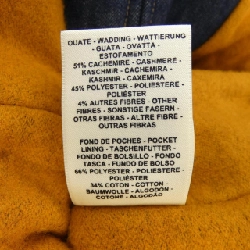 OUATE - WADDING - WATTIERUNG
- GUATA - OVATTA -
ESTOFAMENTO
51% CACHEMIRE - CASHMERE -
KASCHMIR - CACHEMIRA -
KASHMIR - CAXEMIRA
45% POLYESTER - POLIESTERE -
POLIÉSTER
4% AUTRES FIBRES - OTHER
FIBRES - SONSTIGE FASERN -
OTRAS FIBRAS - ALTRE FIBRE -
OUTRAS FIBRAS
FOND DE POCHES - POCKET
LINING - TASCHENFUTTER -
FONDO DE BOLSILLO - FONDO
TASCA - FUNDO DE BOLSO
66% POLYESTER - POLIESTERE -
POLIÉSTER
34% COTON - COTTON -
BAUMWOLLE - ALGODON -
COTONE - ALGODÃO